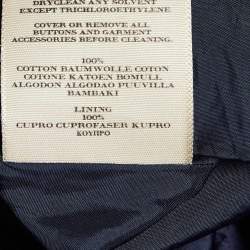 DRYCLEAN ANY SOLVENT
EXCEPT TRICHLOROETHYLENE
COVER OR REMOVE ALL
BUTTONS AND GARMENT
ACCESSORIES BEFORE CLEANING.
100%
COTTON BAUMWOLLE COTON
COTONE KATOEN BOMULL
ALGODON ALGODAO PUUVILLA
BAMBAKI
LINING
100%
CUPRO CUPROFASER KUPRO
ΚΟΥΠΡΟ